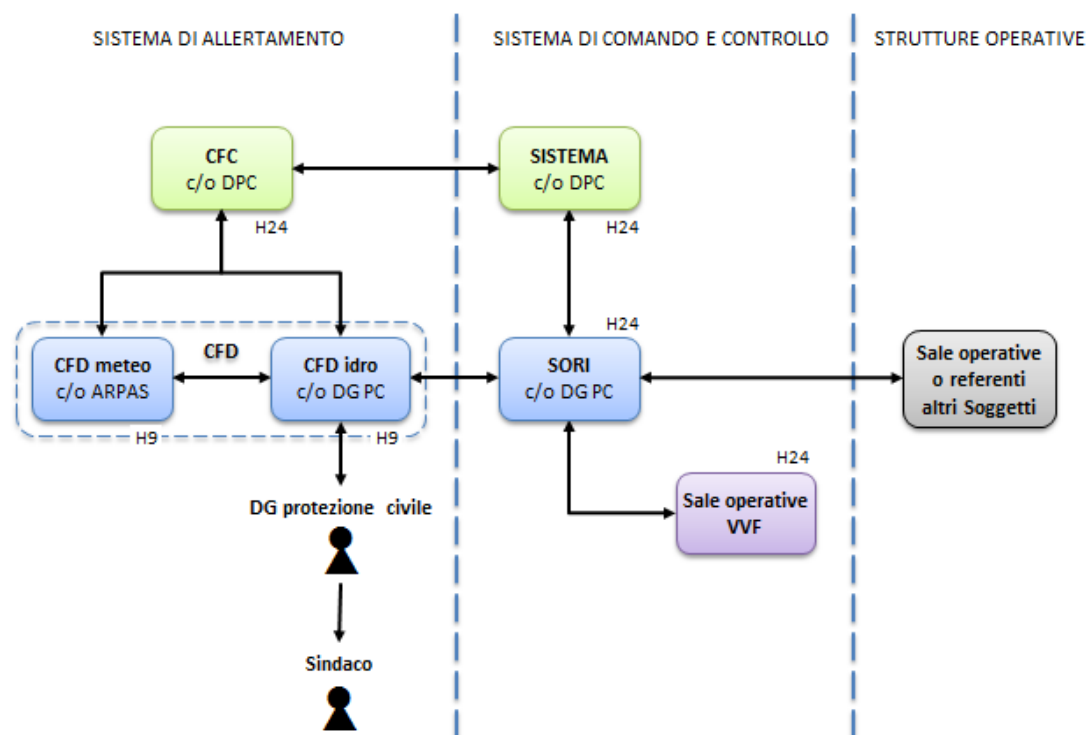 SISTEMA DI ALLERTAMENTO
SISTEMA DI COMANDO E CONTROLLO
STRUTTURE OPERATIVE
CFC
c/o DPC
H24
SISTEMA
c/o DPC
H24
CFD meteo
c/o ARPAS
H9
CFD
CFD idro
c/o DG PC
H9
H24
SORI
c/o DG PC
Sale operative
o referenti
altri Soggetti
H24
Sale operative
VVF
DG protezione civile
Sindaco